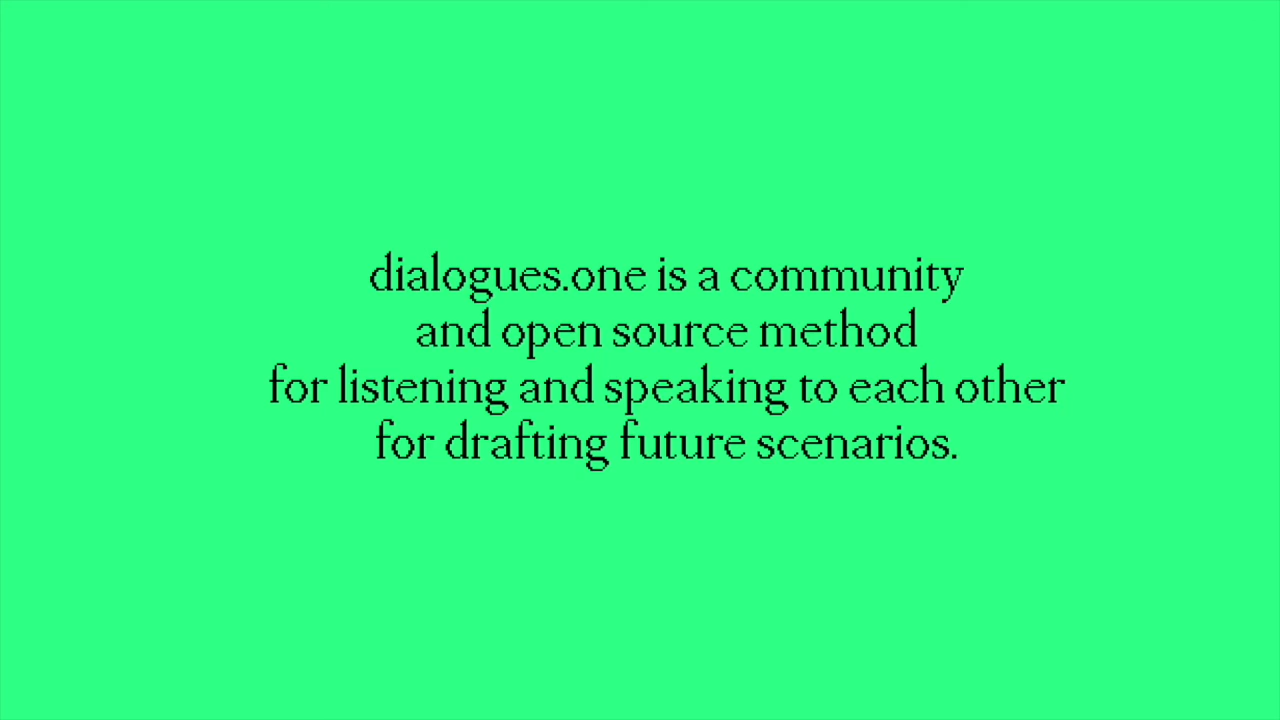 dialogues.one is a community
and open source method
for listening and speaking to each other
for drafting future scenarios.